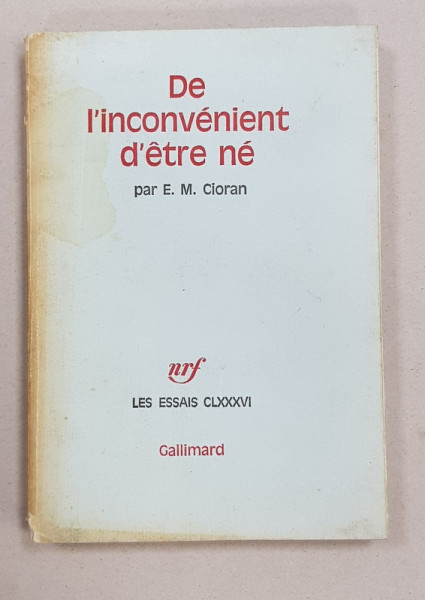 De
l'inconvénient
d'être né
par E. M. Cioran
nrf
LES ESSAIS CLXXXVI
Gallimard